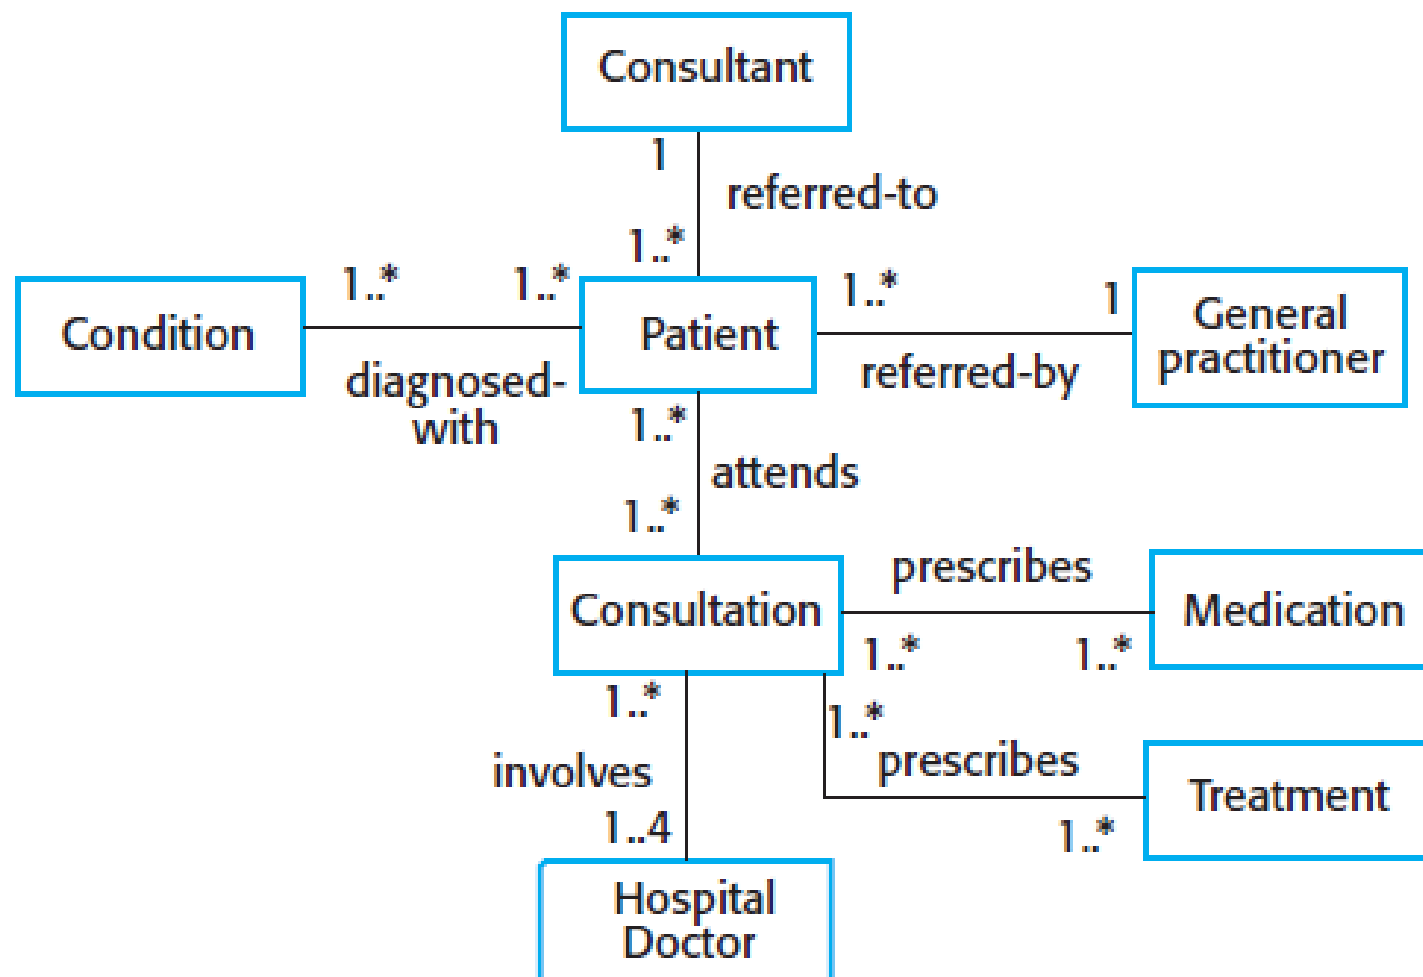 Consultant
1
referred-to
1..*
1..*
1..*
1..*
1
Condition
Patient
General
practitioner
diagnosed-
with
referred-by
1..*
attends
1..*
prescribes
Consultation
Medication
1..*
1..*
1..*
1..*
prescribes
involves
Treatment
1..4
1..*
Hospital
Doctor